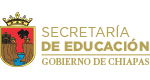 SECRETARÍA
DE EDUCACIÓN
GOBIERNO DE CHIAPAS